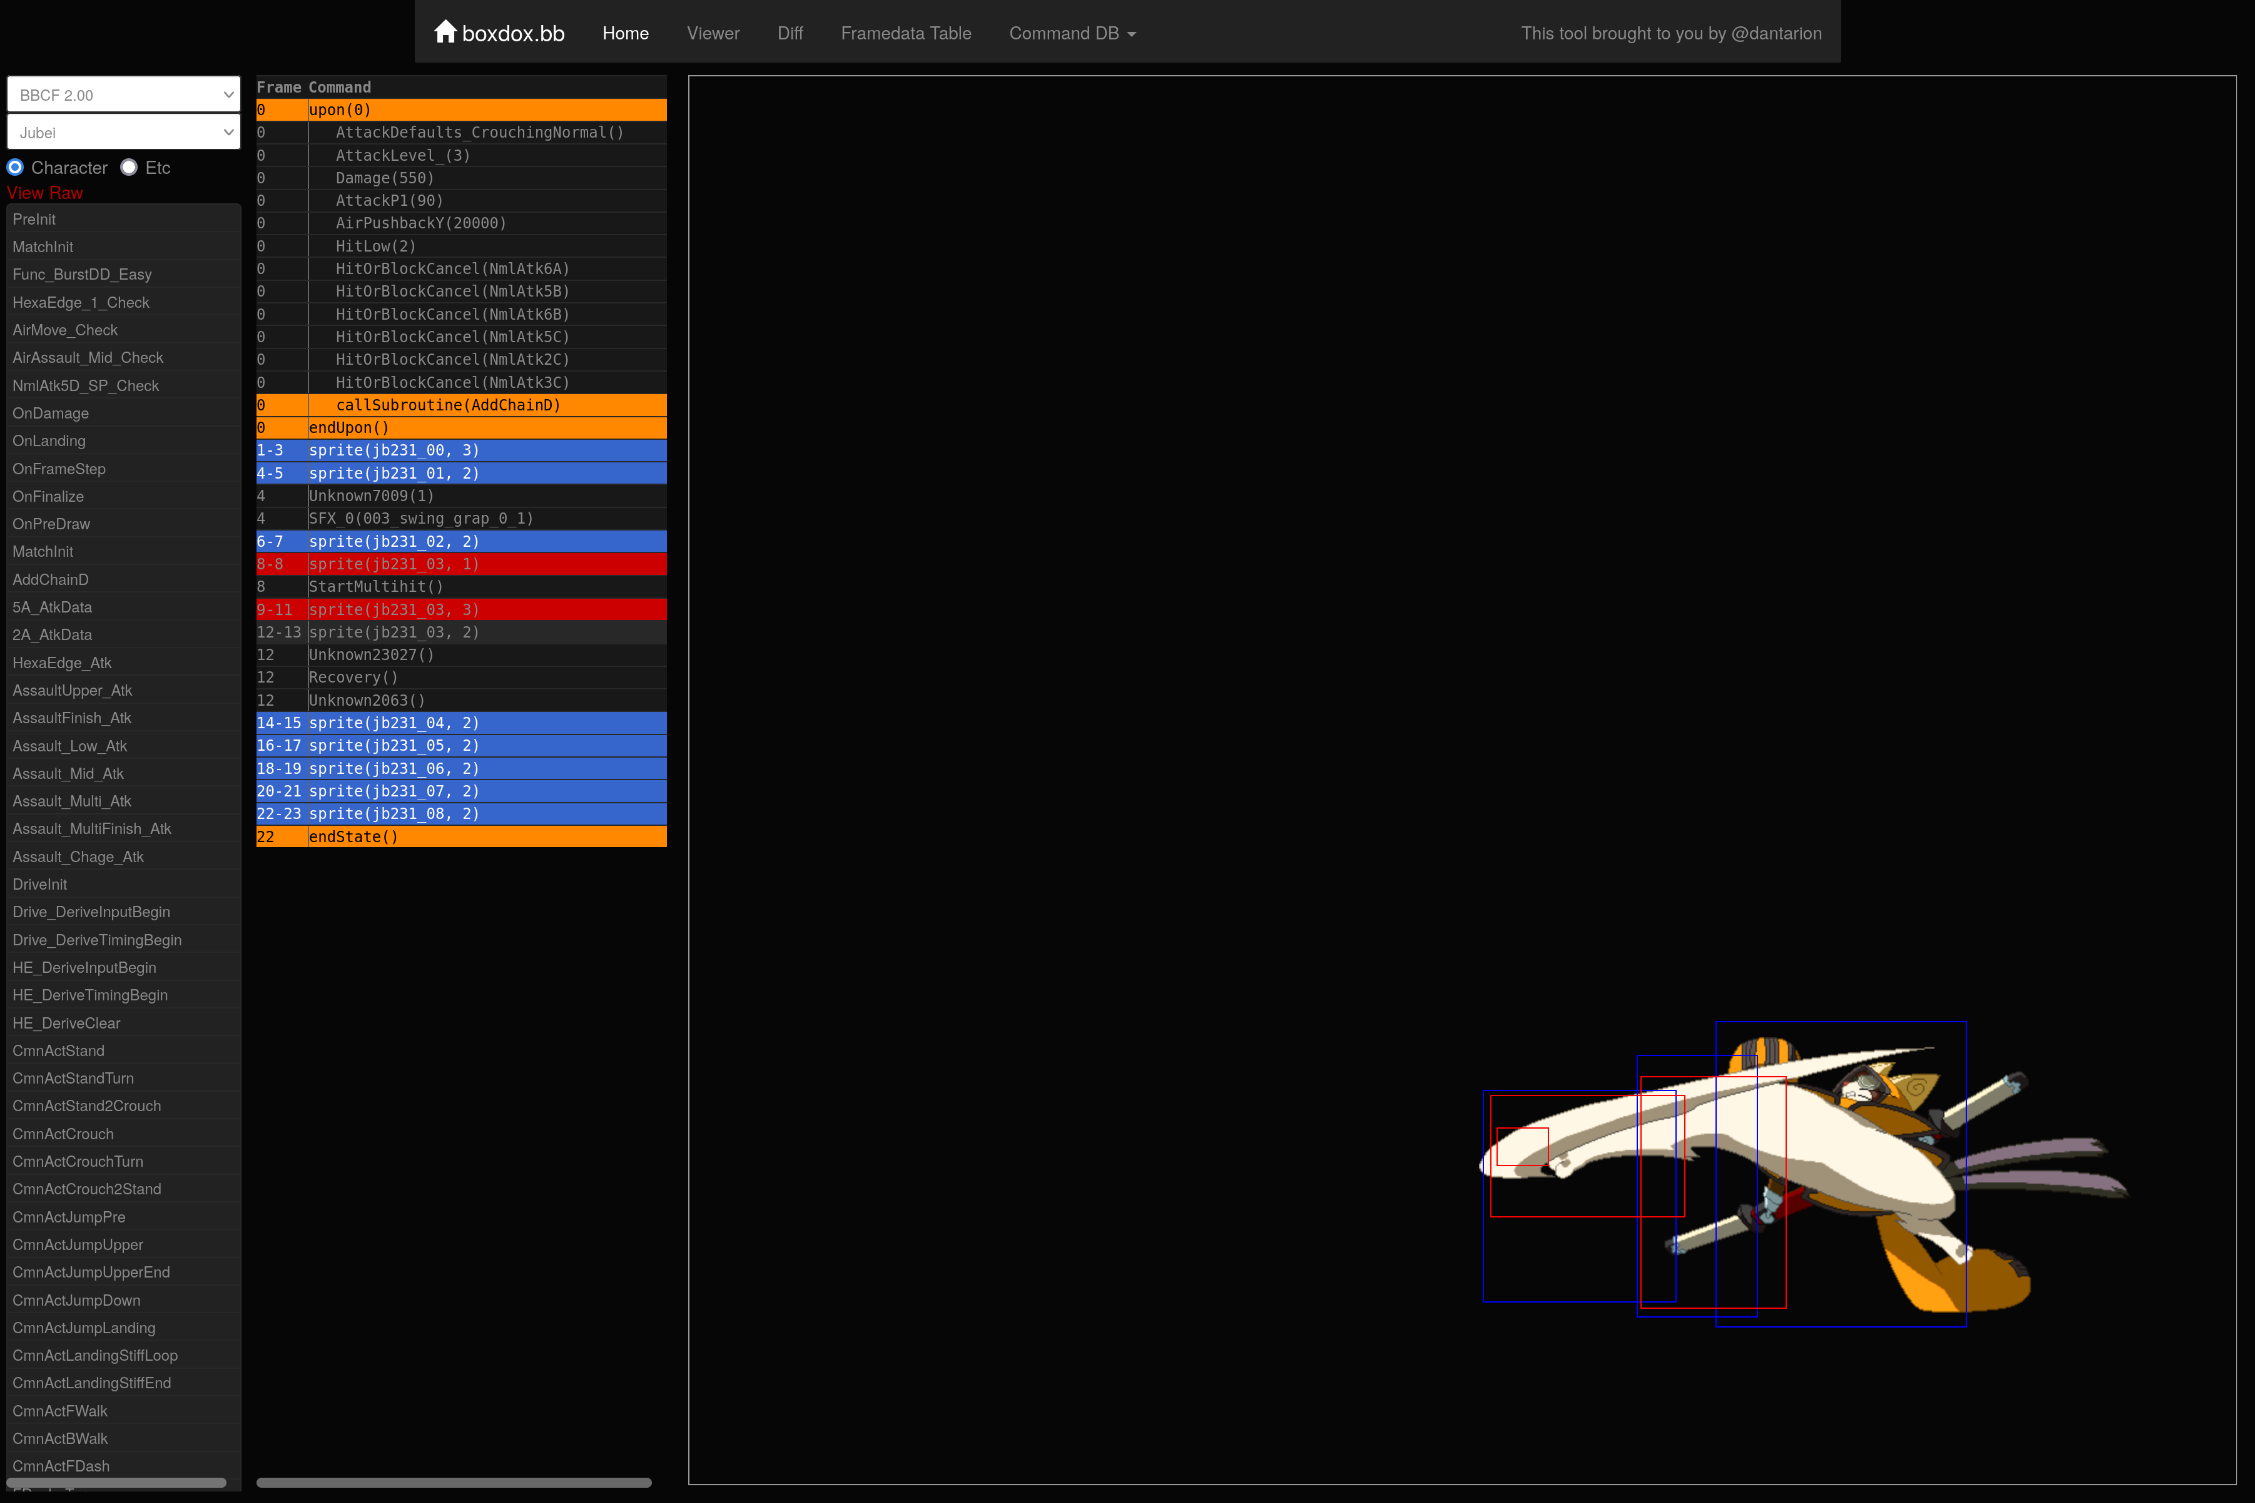 boxdox.bb Home Viewer Diff Framedata Table Command DB This tool brought to you by @dantarion
BBCF 2.00
Jubei
Character Etc
View Raw
PreInit
MatchInit
Func_BurstDD_Easy
HexaEdge_1_Check
AirMove_Check
AirAssault_Mid_Check
NmlAtk5D_SP_Check
OnDamage
OnLanding
OnFrameStep
OnFinalize
OnPreDraw
MatchInit
AddChainD
5A_AtkData
2A_AtkData
HexaEdge_Atk
AssaultUpper_Atk
AssaultFinish_Atk
Assault_Low_Atk
Assault_Mid_Atk
Assault_Multi_Atk
Assault_MultiFinish_Atk
Assault_Chage_Atk
DriveInit
Drive_DeriveInputBegin
Drive_DeriveTimingBegin
HE_DeriveInputBegin
HE_DeriveTimingBegin
HE_DeriveClear
CmnActStand
CmnActStandTurn
CmnActStand2Crouch
CmnActCrouch
CmnActCrouchTurn
CmnActCrouch2Stand
CmnActJumpPre
CmnActJumpUpper
CmnActJumpUpperEnd
CmnActJumpDown
CmnActJumpLanding
CmnActLandingStiffLoop
CmnActLandingStiffEnd
CmnActFWalk
CmnActBWalk
CmnActFDash
Frame Command
0 upon(0)
0 AttackDefaults_CrouchingNormal()
0 AttackLevel_(3)
0 Damage(550)
0 AttackP1(90)
0 AirPushbackY(20000)
0 HitLow(2)
0 HitOrBlockCancel(NmlAtk6A)
0 HitOrBlockCancel(NmlAtk5B)
0 HitOrBlockCancel(NmlAtk6B)
0 HitOrBlockCancel(NmlAtk5C)
0 HitOrBlockCancel(NmlAtk2C)
0 HitOrBlockCancel(NmlAtk3C)
0 callSubroutine(AddChainD)
0 endUpon()
1-3 sprite(jb231_00, 3)
4-5 sprite(jb231_01, 2)
4 Unknown7009(1)
4 SFX_0(003_swing_grap_0_1)
6-7 sprite(jb231_02, 2)
8-8 sprite(jb231_03, 1)
8 StartMultihit()
9-11 sprite(jb231_03, 3)
12-13 sprite(jb231_03, 2)
12 Unknown23027()
12 Recovery()
12 Unknown2063()
14-15 sprite(jb231_04, 2)
16-17 sprite(jb231_05, 2)
18-19 sprite(jb231_06, 2)
20-21 sprite(jb231_07, 2)
22-23 sprite(jb231_08, 2)
22 endState()